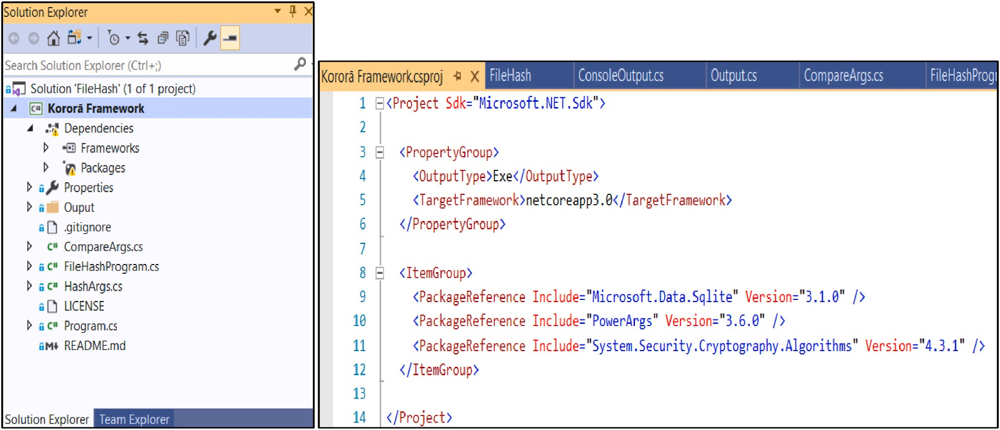 Solution Explorer
Search Solution Explorer (Ctrl+;)
Solution 'FileHash' (1 of 1 project)
C# Kororā Framework
Dependencies
Frameworks
Packages
Properties
Ouput
.gitignore
C# CompareArgs.cs
C# FileHashProgram.cs
C# HashArgs.cs
LICENSE
C# Program.cs
M README.md
Solution Explorer Team Explorer
Kororā Framework.csproj FileHash ConsoleOutput.cs Output.cs CompareArgs.cs FileHashProgr
1 <Project Sdk="Microsoft.NET.Sdk">
2
3 <PropertyGroup>
4 <OutputType>Exe</OutputType>
5 <TargetFramework>netcoreapp3.0</TargetFramework>
6 </PropertyGroup>
7
8 <ItemGroup>
9 <PackageReference Include="Microsoft.Data.Sqlite" Version="3.1.0" />
10 <PackageReference Include="PowerArgs" Version="3.6.0" />
11 <PackageReference Include="System.Security.Cryptography.Algorithms" Version="4.3.1" />
12 </ItemGroup>
13
14 </Project>